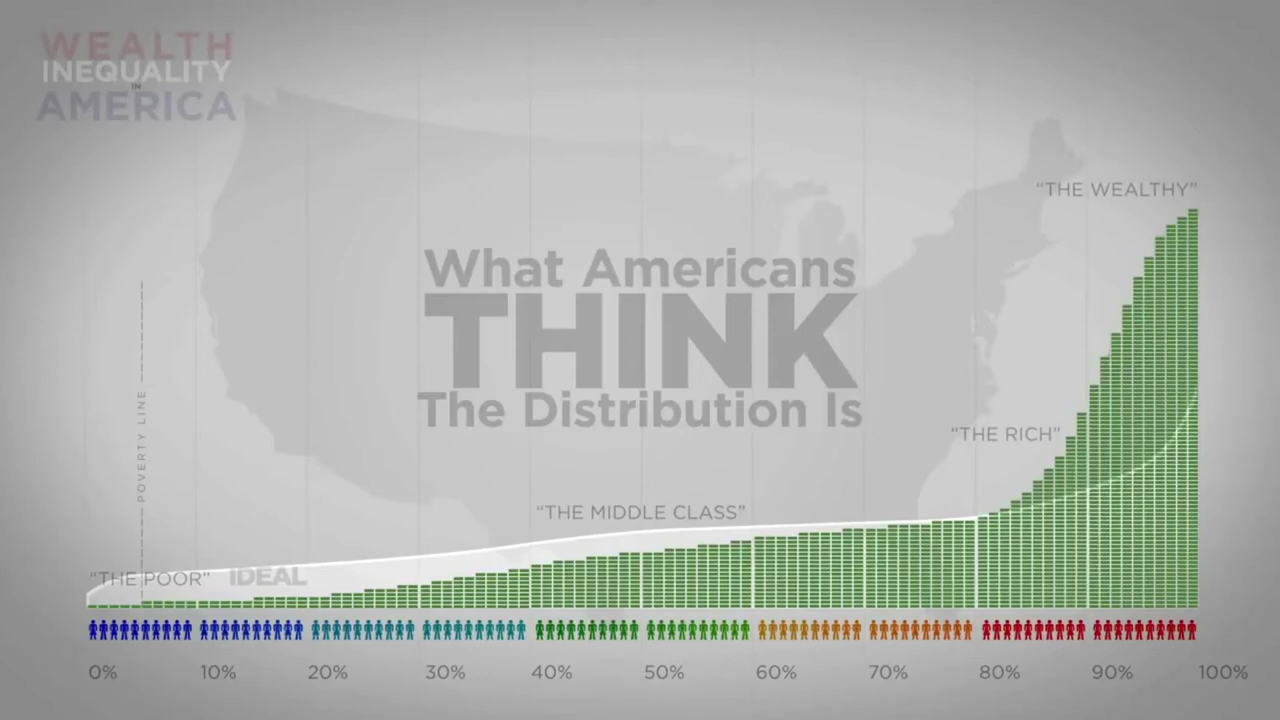 WEALTH
INEQUALITY
IN
AMERICA
“THE WEALTHY”
What Americans
THINK
The Distribution Is
POVERTY LINE
“THE RICH”
“THE MIDDLE CLASS”
“THE POOR” IDEAL
0% 10% 20% 30% 40% 50% 60% 70% 80% 90% 100%